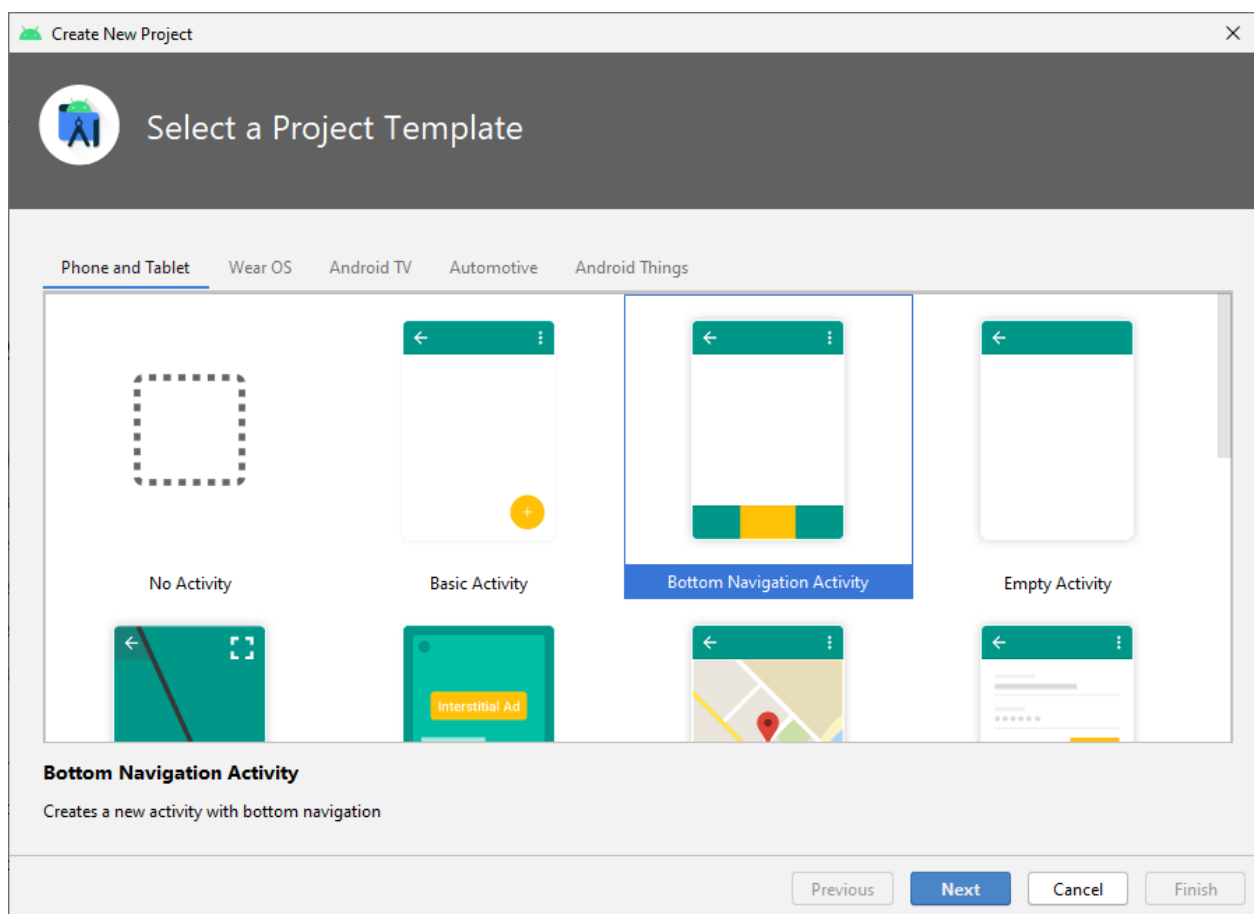 Create New Project
Select a Project Template
Phone and Tablet Wear OS Android TV Automotive Android Things
No Activity Basic Activity Bottom Navigation Activity Empty Activity
Interstitial Ad
Bottom Navigation Activity
Creates a new activity with bottom navigation
Previous Next Cancel Finish